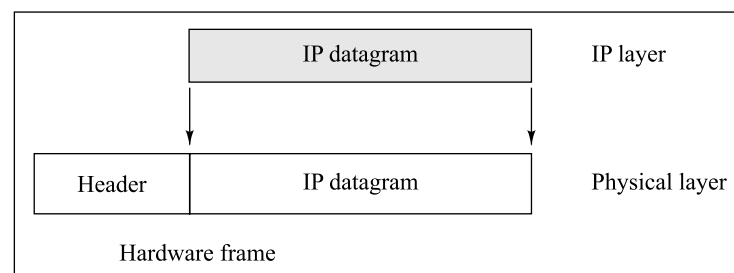 IP datagram IP layer
Header IP datagram Physical layer
Hardware frame